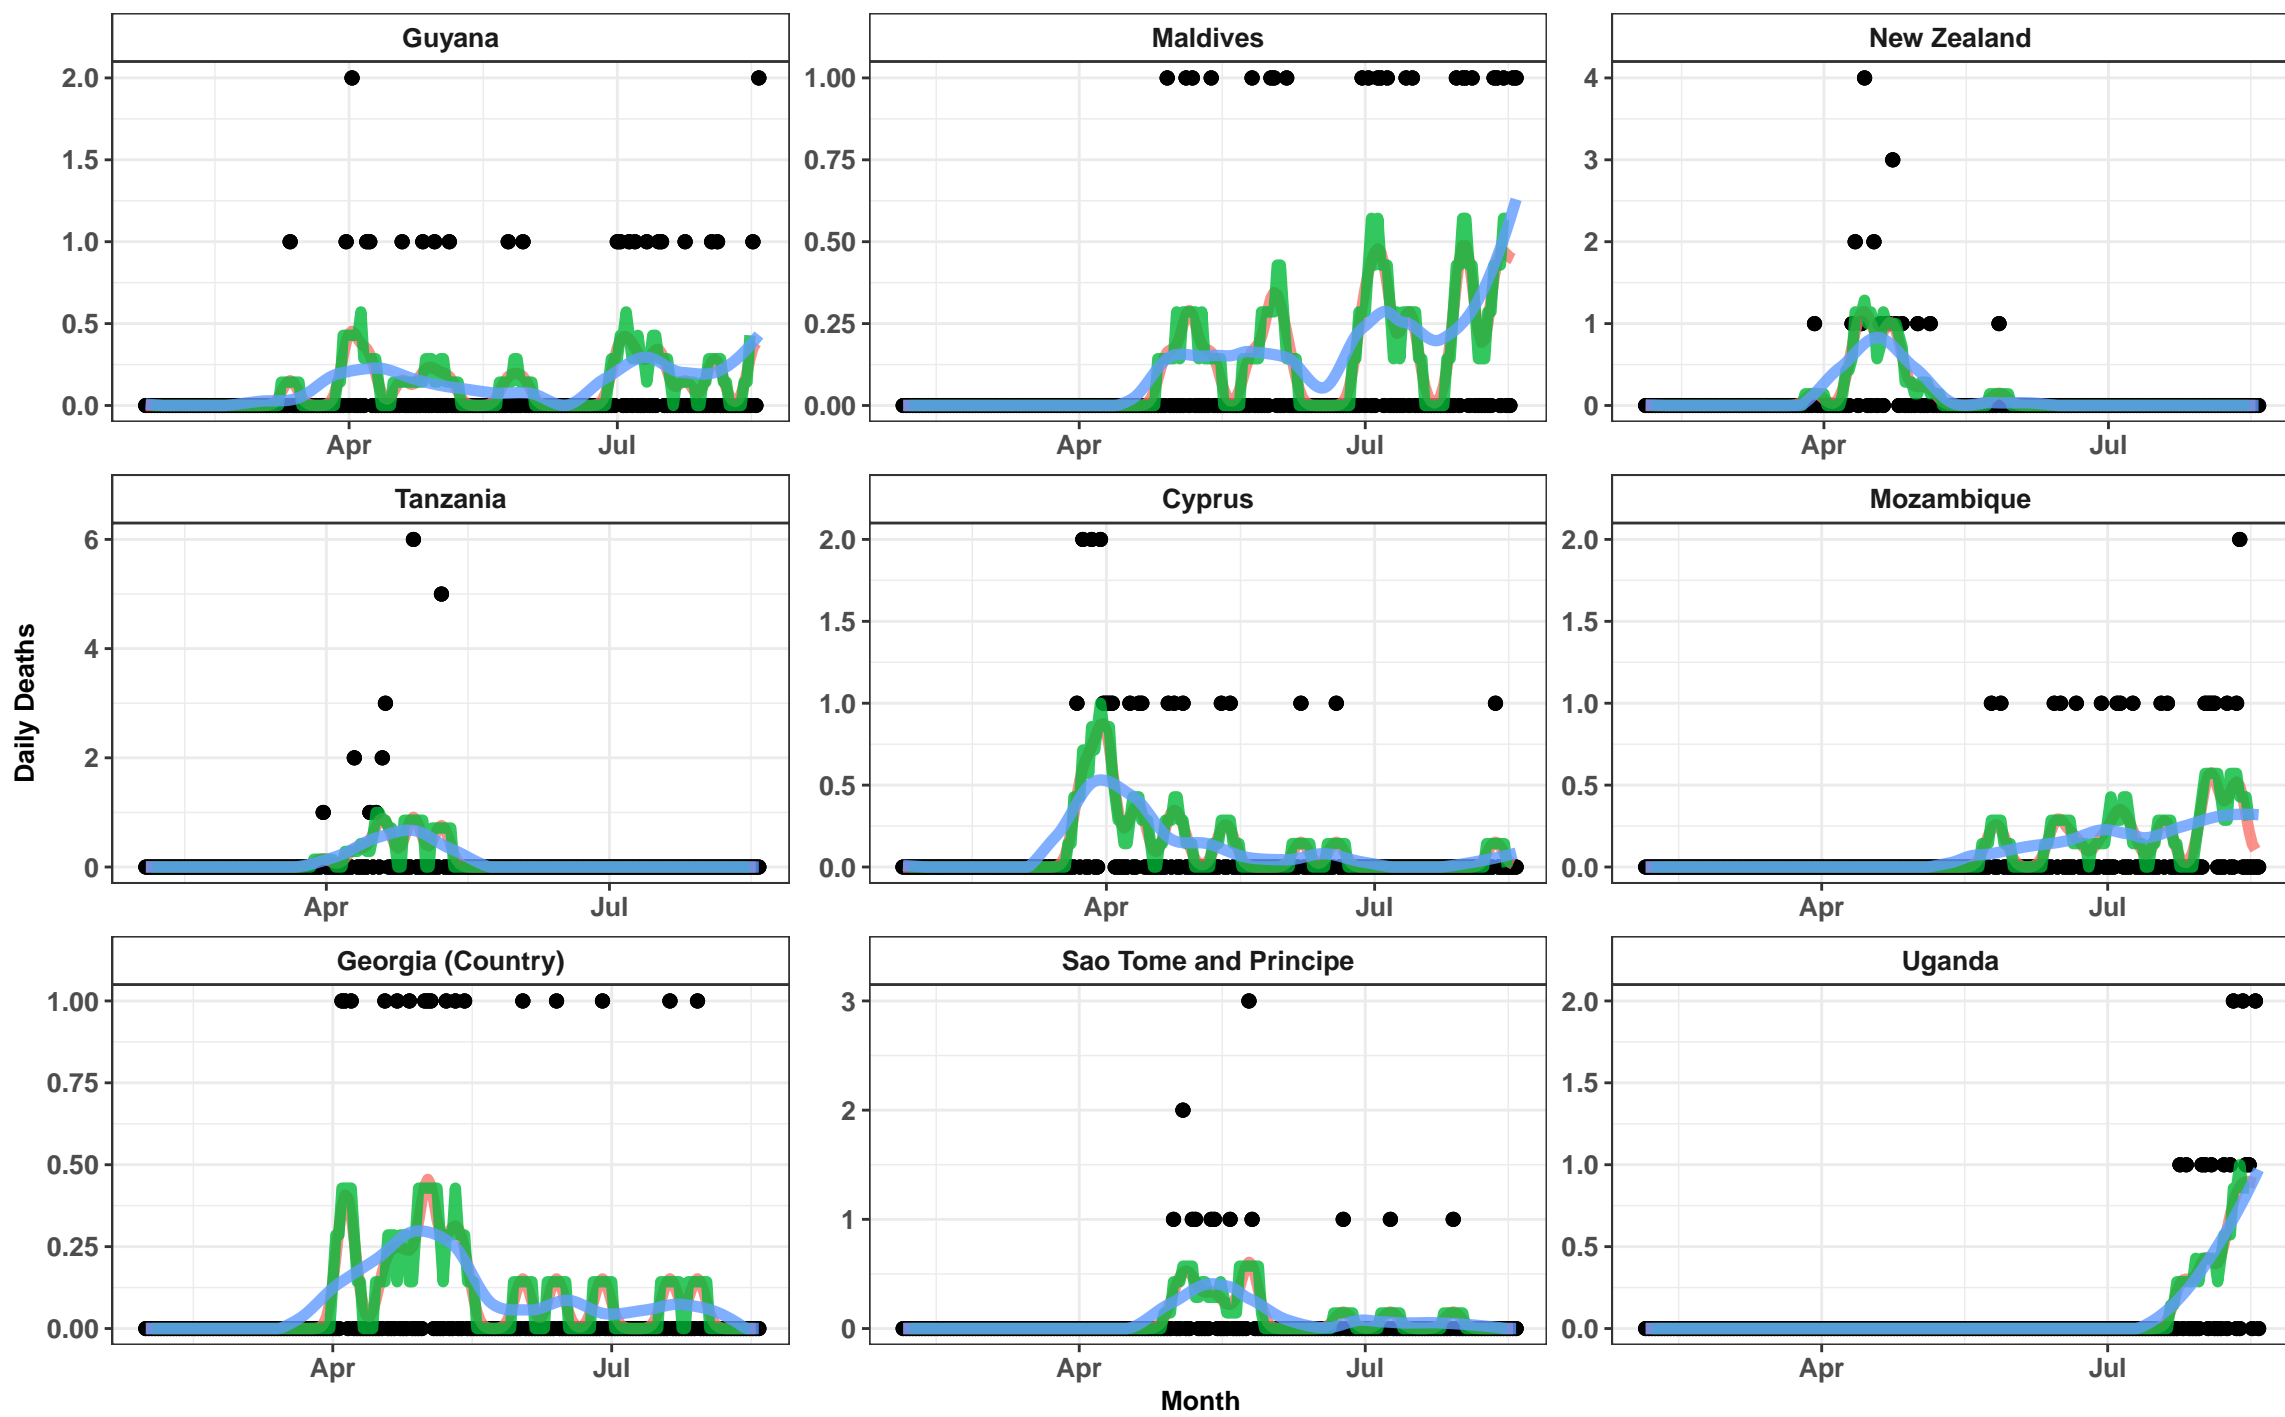 Guyana
2.0
1.5
1.0
0.5
0.0
Apr Jul
Maldives
1.00
0.75
0.50
0.25
0.00
Apr Jul
New Zealand
4
3
2
1
0
Apr Jul
Tanzania
6
4
2
0
Apr Jul
Cyprus
2.0
1.5
1.0
0.5
0.0
Apr Jul
Mozambique
2.0
1.5
1.0
0.5
0.0
Apr Jul
Georgia (Country)
1.00
0.75
0.50
0.25
0.00
Apr Jul
Sao Tome and Principe
3
2
1
0
Apr Jul
Uganda
2.0
1.5
1.0
0.5
0.0
Apr Jul
Daily Deaths
Month